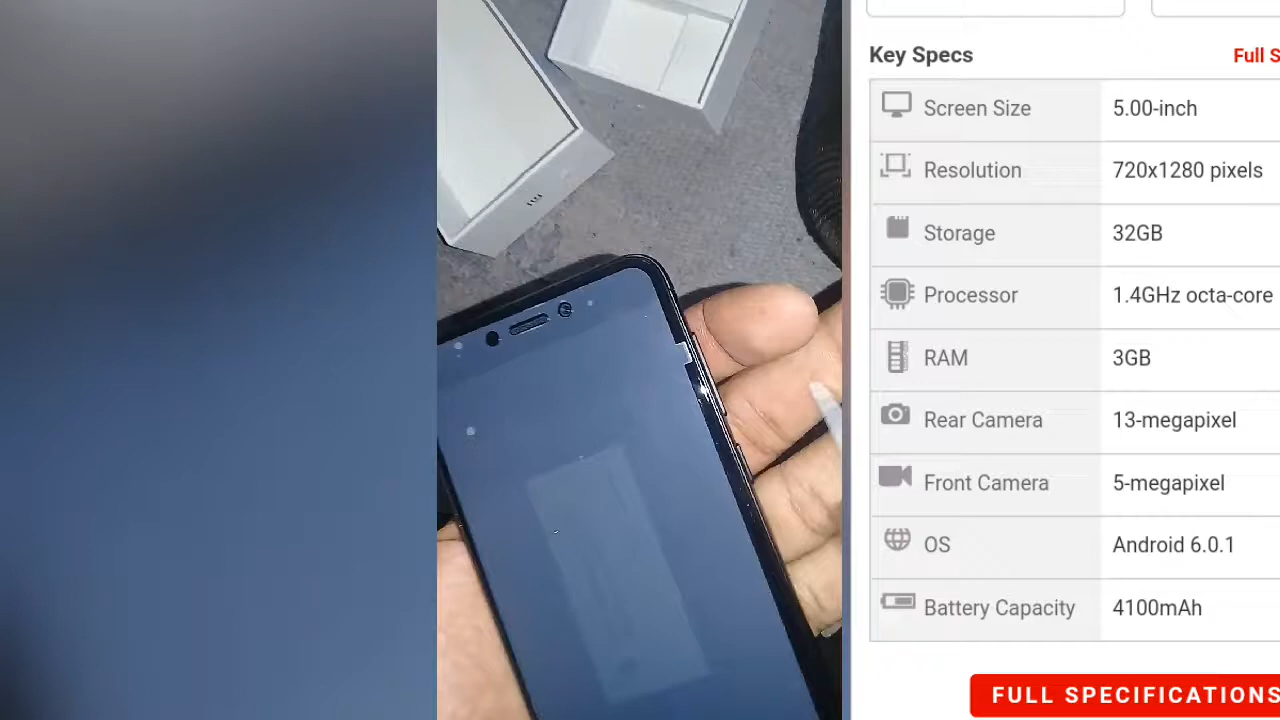 Key Specs
Full S
Screen Size 5.00-inch
Resolution 720x1280 pixels
Storage 32GB
Processor 1.4GHz octa-core
RAM 3GB
Rear Camera 13-megapixel
Front Camera 5-megapixel
OS Android 6.0.1
Battery Capacity 4100mAh
FULL SPECIFICATIONS